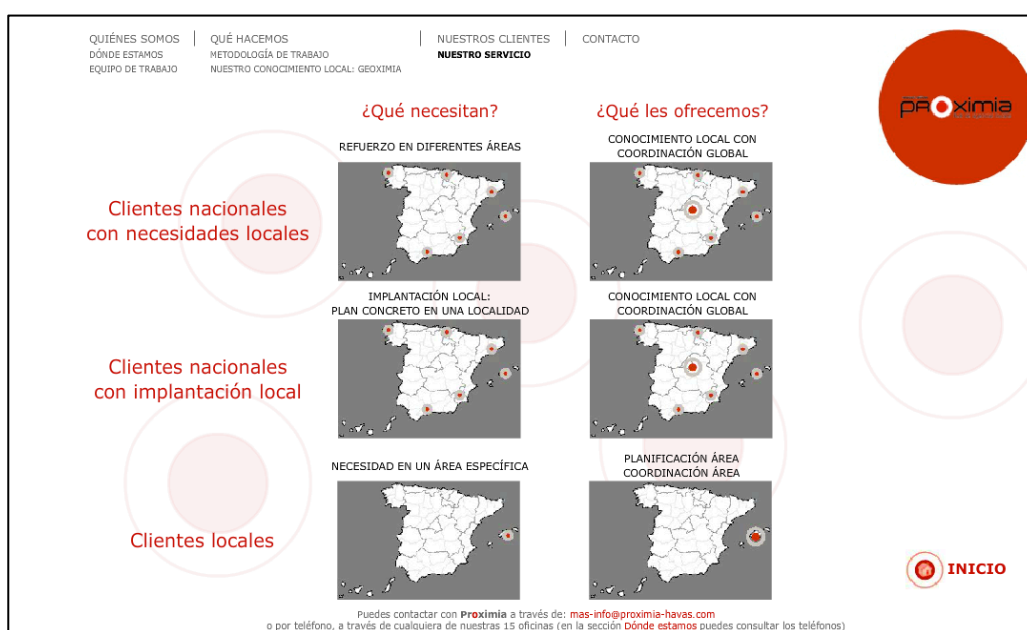 QUIÉNES SOMOS
DÓNDE ESTAMOS
EQUIPO DE TRABAJO
QUÉ HACEMOS
METODOLOGÍA DE TRABAJO
NUESTRO CONOCIMIENTO LOCAL: GEOXIMIA
NUESTROS CLIENTES
NUESTRO SERVICIO
CONTACTO
proximia
¿Qué necesitan?
¿Qué les ofrecemos?
Clientes nacionales
con necesidades locales
REFUERZO EN DIFERENTES ÁREAS
CONOCIMIENTO LOCAL CON
COORDINACIÓN GLOBAL
Clientes nacionales
con implantación local
IMPLANTACIÓN LOCAL:
PLAN CONCRETO EN UNA LOCALIDAD
CONOCIMIENTO LOCAL CON
COORDINACIÓN GLOBAL
Clientes locales
NECESIDAD EN UN ÁREA ESPECÍFICA
PLANIFICACIÓN ÁREA
COORDINACIÓN ÁREA
INICIO
Puedes contactar con Proximia a través de: mas-info@proximia-havas.com
o por teléfono, a través de cualquiera de nuestras 15 oficinas (en la sección Dónde estamos puedes consultar los teléfonos)